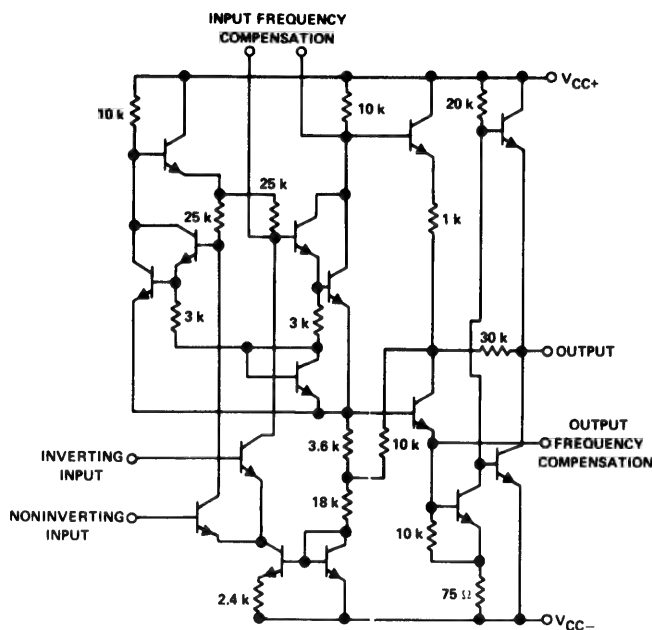 INPUT FREQUENCY
COMPENSATION
VCC+
10 k
10 k
20 k
25 k
25 k
1 k
3 k
3 k
30 k
OUTPUT
3.6 k
10 k
OUTPUT
FREQUENCY
COMPENSATION
INVERTING
INPUT
18 k
NONINVERTING
INPUT
10 k
2.4 k
75 Ω
VCC−